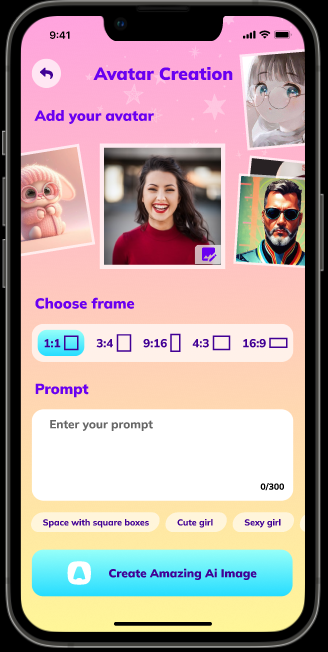 9:41
Avatar Creation
Add your avatar
Choose frame
1:1 3:4 9:16 4:3 16:9
Prompt
Enter your prompt
0/300
Space with square boxes Cute girl Sexy girl
A Create Amazing Ai Image